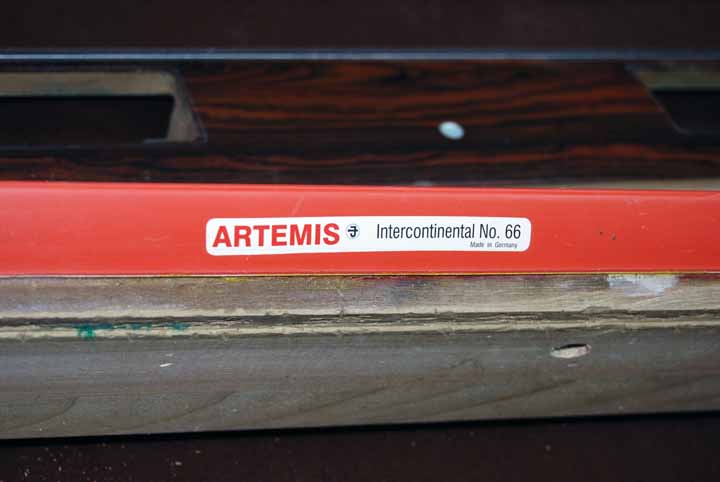 ARTEMIS Intercontinental No. 66
Made in Germany